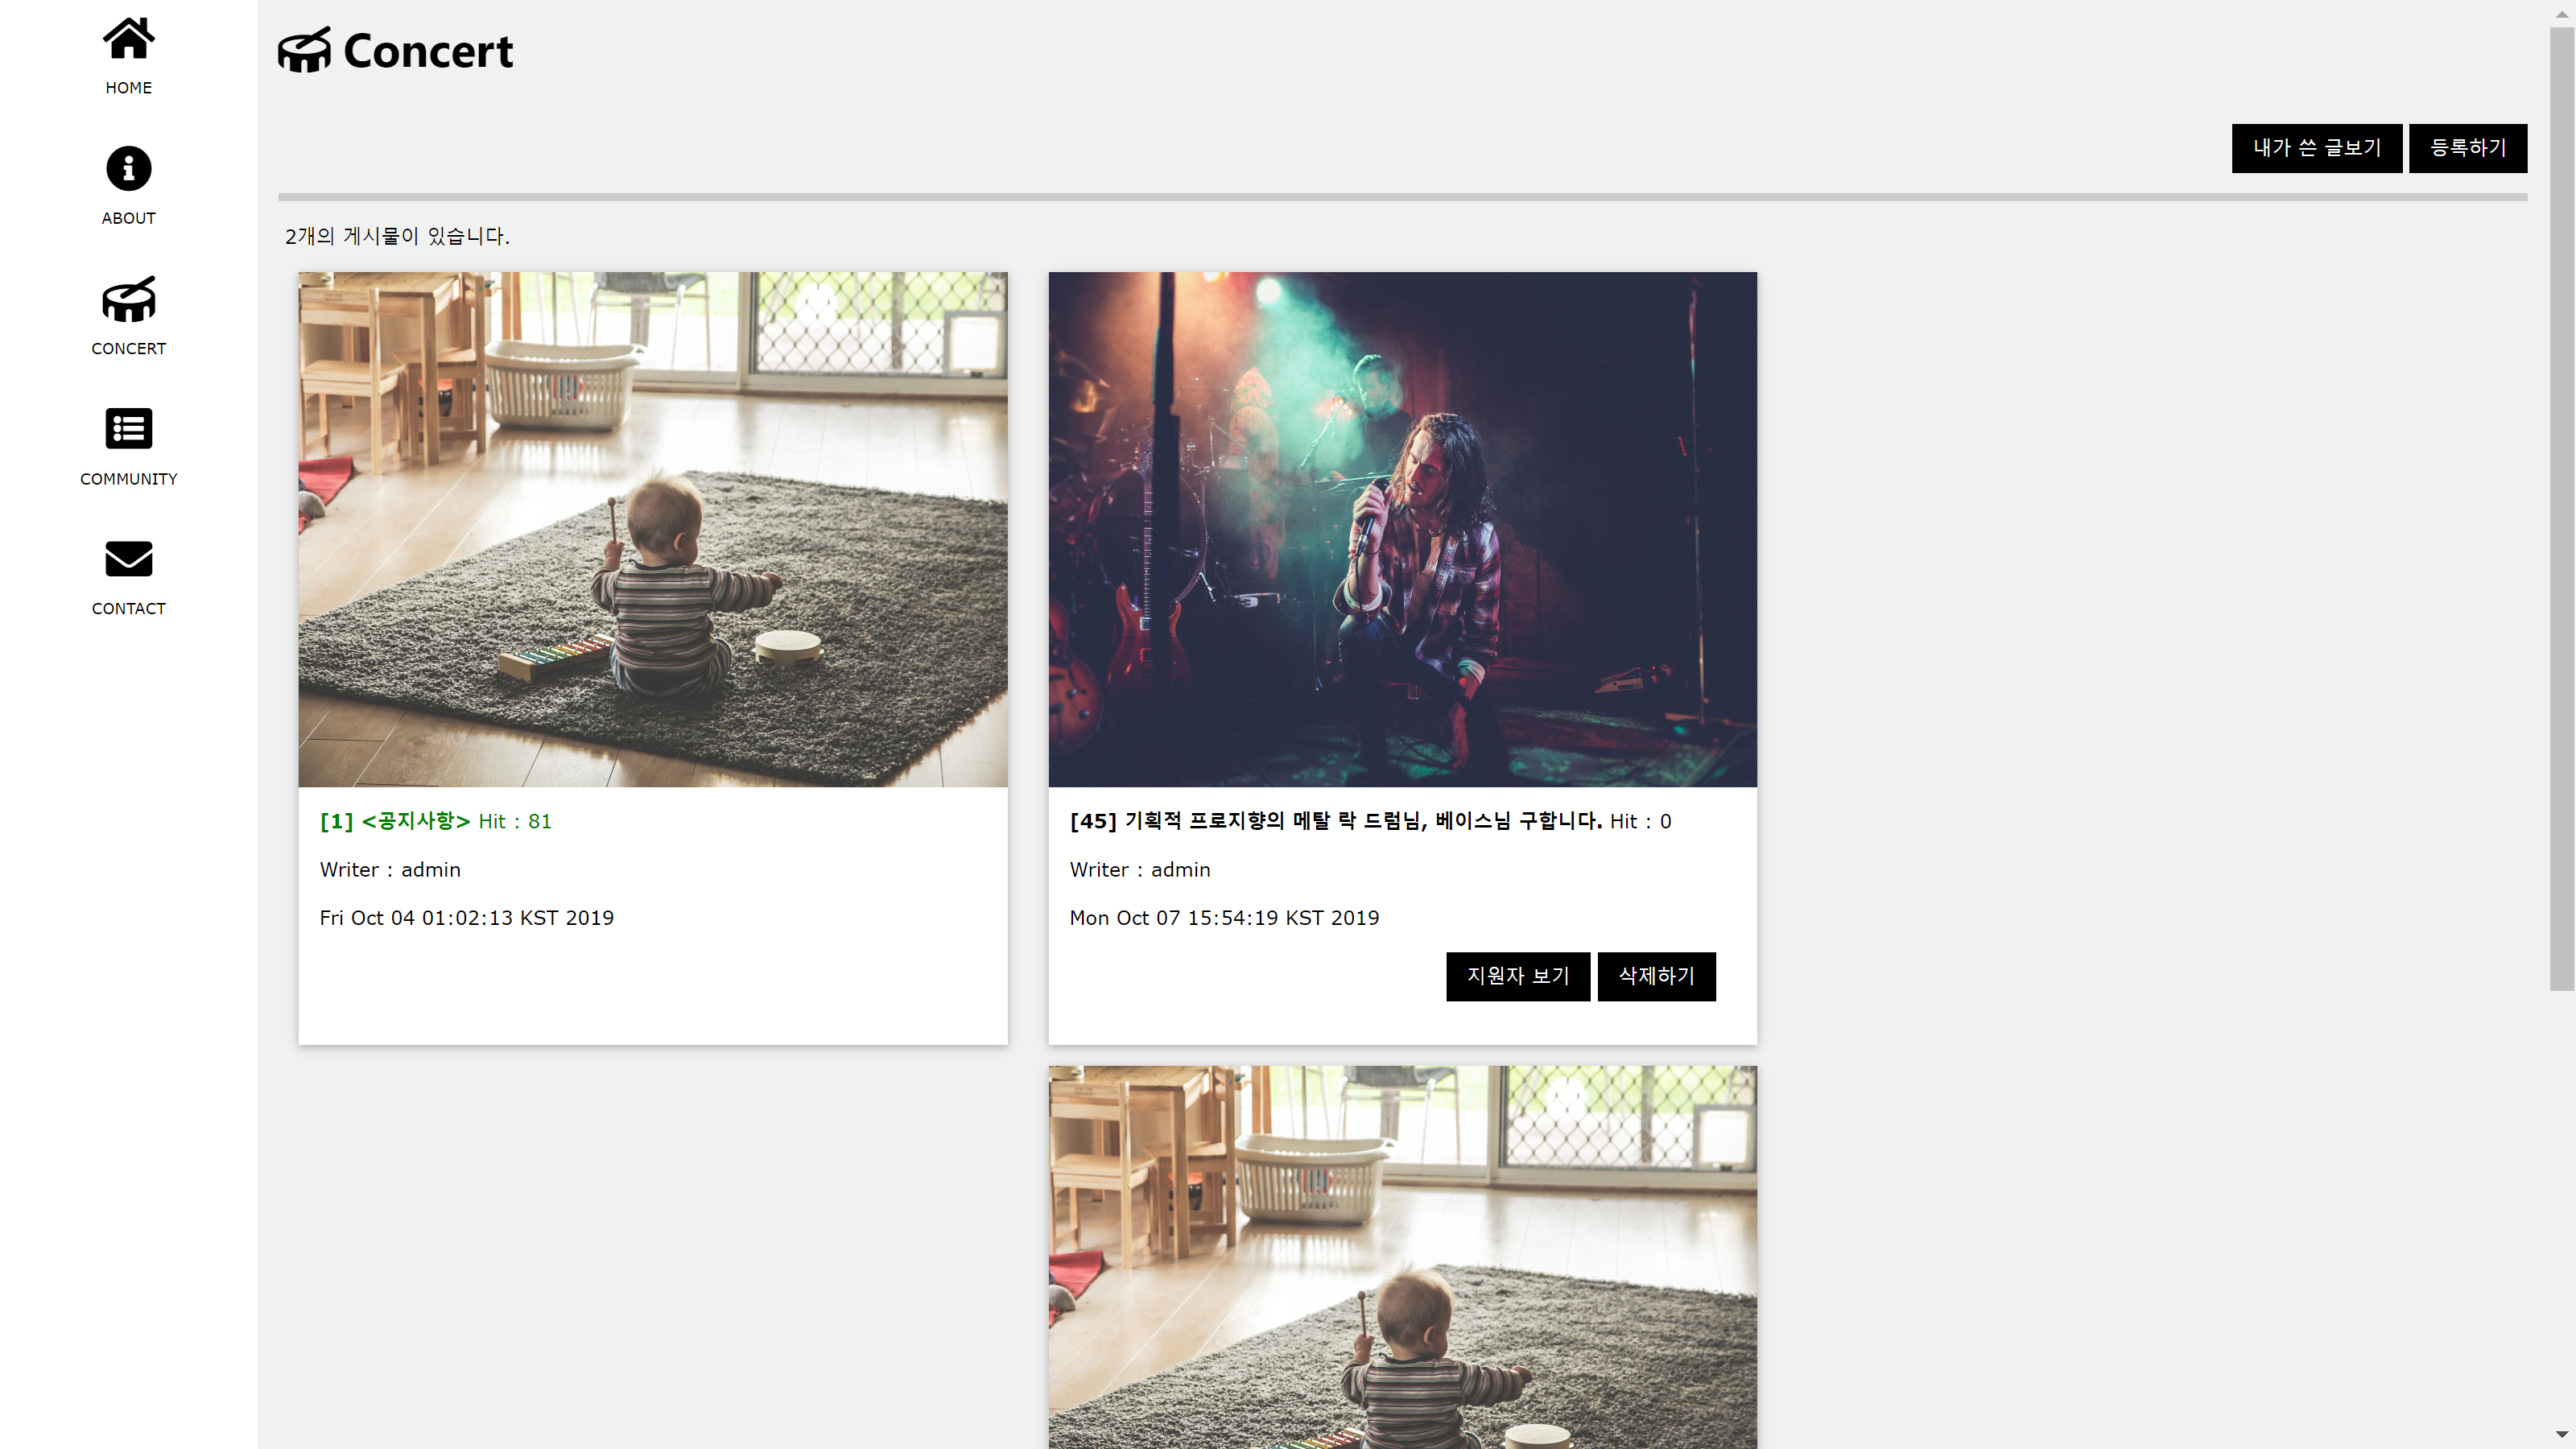 HOME
ABOUT
CONCERT
COMMUNITY
CONTACT
Concert
내가 쓴 글보기
등록하기
2개의 게시물이 있습니다.
[1] <공지사항> Hit : 81
Writer : admin
Fri Oct 04 01:02:13 KST 2019
[45] 기획적 프로지향의 메탈 락 드럼님, 베이스님 구합니다. Hit : 0
Writer : admin
Mon Oct 07 15:54:19 KST 2019
지원자 보기
삭제하기